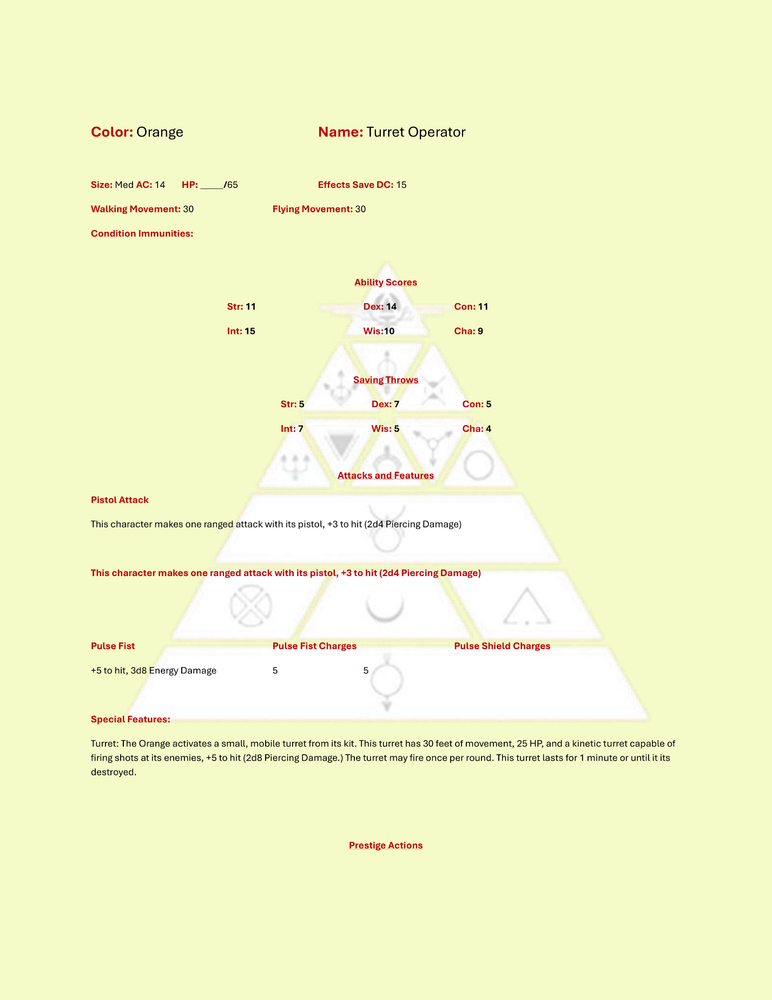 Color: Orange Name: Turret Operator
Size: Med AC: 14 HP: _____/65 Effects Save DC: 15
Walking Movement: 30 Flying Movement: 30
Condition Immunities:
Ability Scores
Str: 11 Dex: 14 Con: 11
Int: 15 Wis:10 Cha: 9
Saving Throws
Str: 5 Dex: 7 Con: 5
Int: 7 Wis: 5 Cha: 4
Attacks and Features
Pistol Attack
This character makes one ranged attack with its pistol, +3 to hit (2d4 Piercing Damage)
This character makes one ranged attack with its pistol, +3 to hit (2d4 Piercing Damage)
Pulse Fist Pulse Fist Charges Pulse Shield Charges
+5 to hit, 3d8 Energy Damage 5 5
Special Features:
Turret: The Orange activates a small, mobile turret from its kit. This turret has 30 feet of movement, 25 HP, and a kinetic turret capable of
firing shots at its enemies, +5 to hit (2d8 Piercing Damage.) The turret may fire once per round. This turret lasts for 1 minute or until it its
destroyed.
Prestige Actions